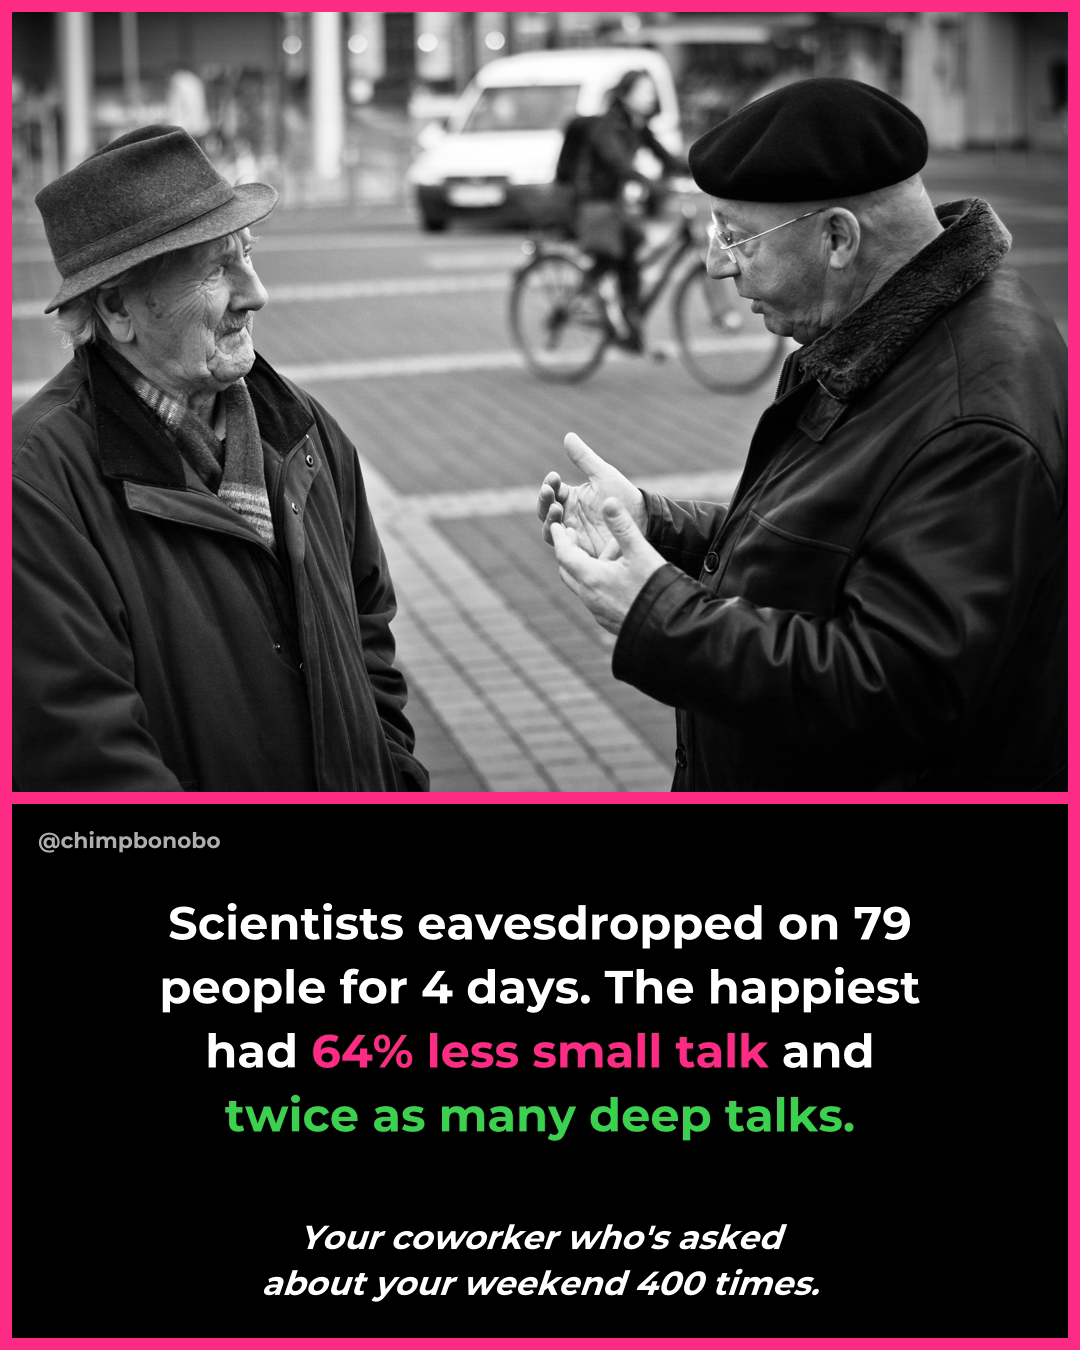 @chimpbonobo
Scientists eavesdropped on 79
people for 4 days. The happiest
had 64% less small talk and
twice as many deep talks.
Your coworker who's asked
about your weekend 400 times.